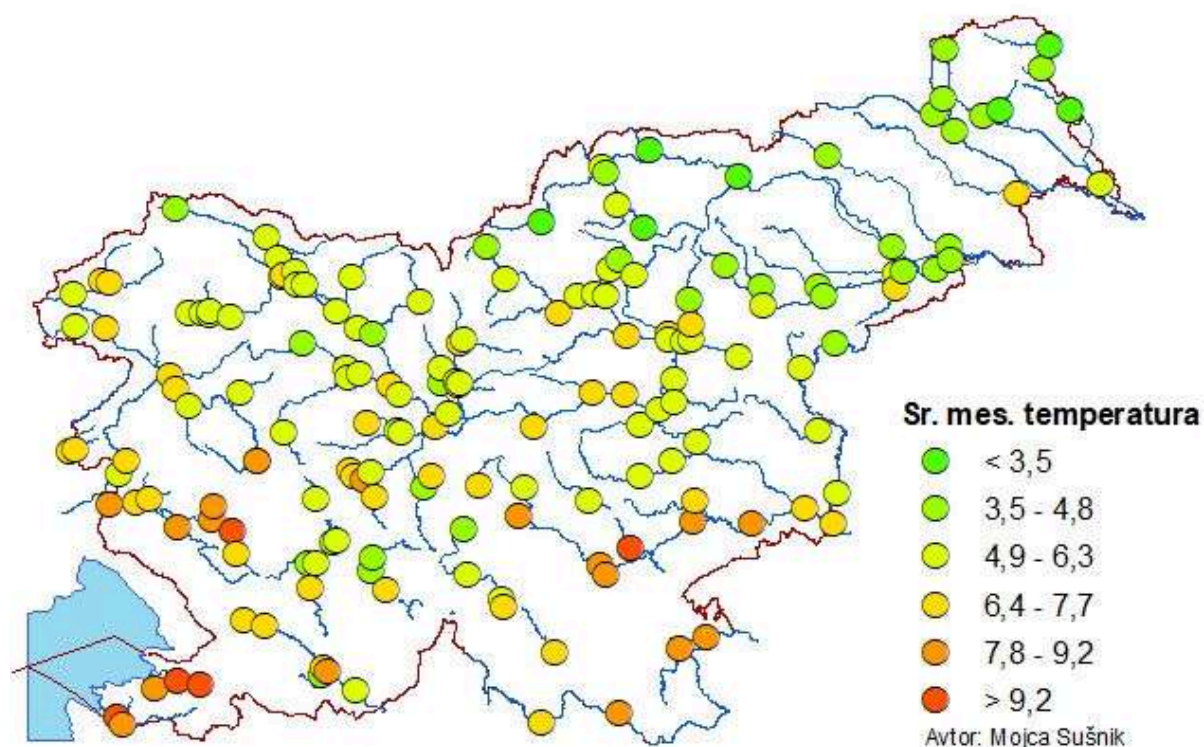 Sr. mes. temperatura
< 3,5
3,5 - 4,8
4,9 - 6,3
6,4 - 7,7
7,8 - 9,2
> 9,2
Avtor: Mojca Sušnik